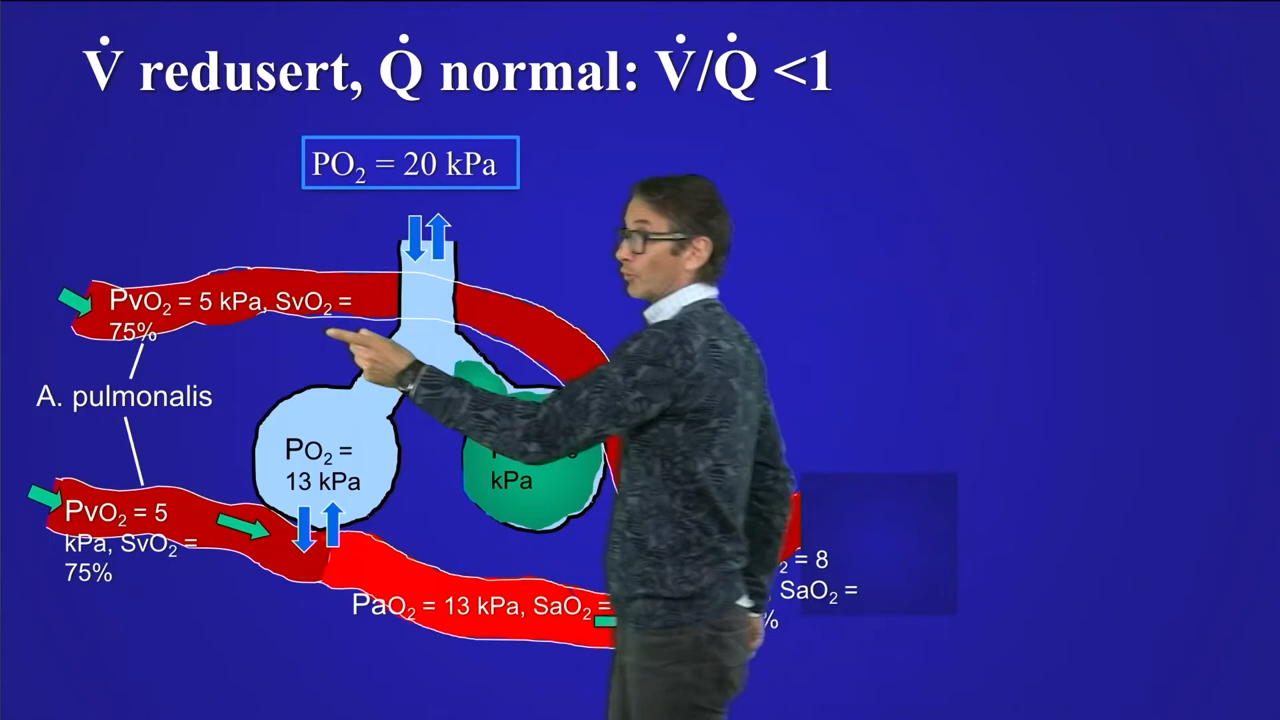 V̇ redusert, Q̇ normal: V̇/Q̇ <1
PO₂ = 20 kPa
PvO₂ = 5 kPa, SvO₂ =
75%
A. pulmonalis
PO₂ =
13 kPa
kPa
PvO₂ = 5
kPa, SvO₂ =
75%
PaO₂ = 13 kPa, SaO₂ =
₂ = 8
SaO₂ =
%